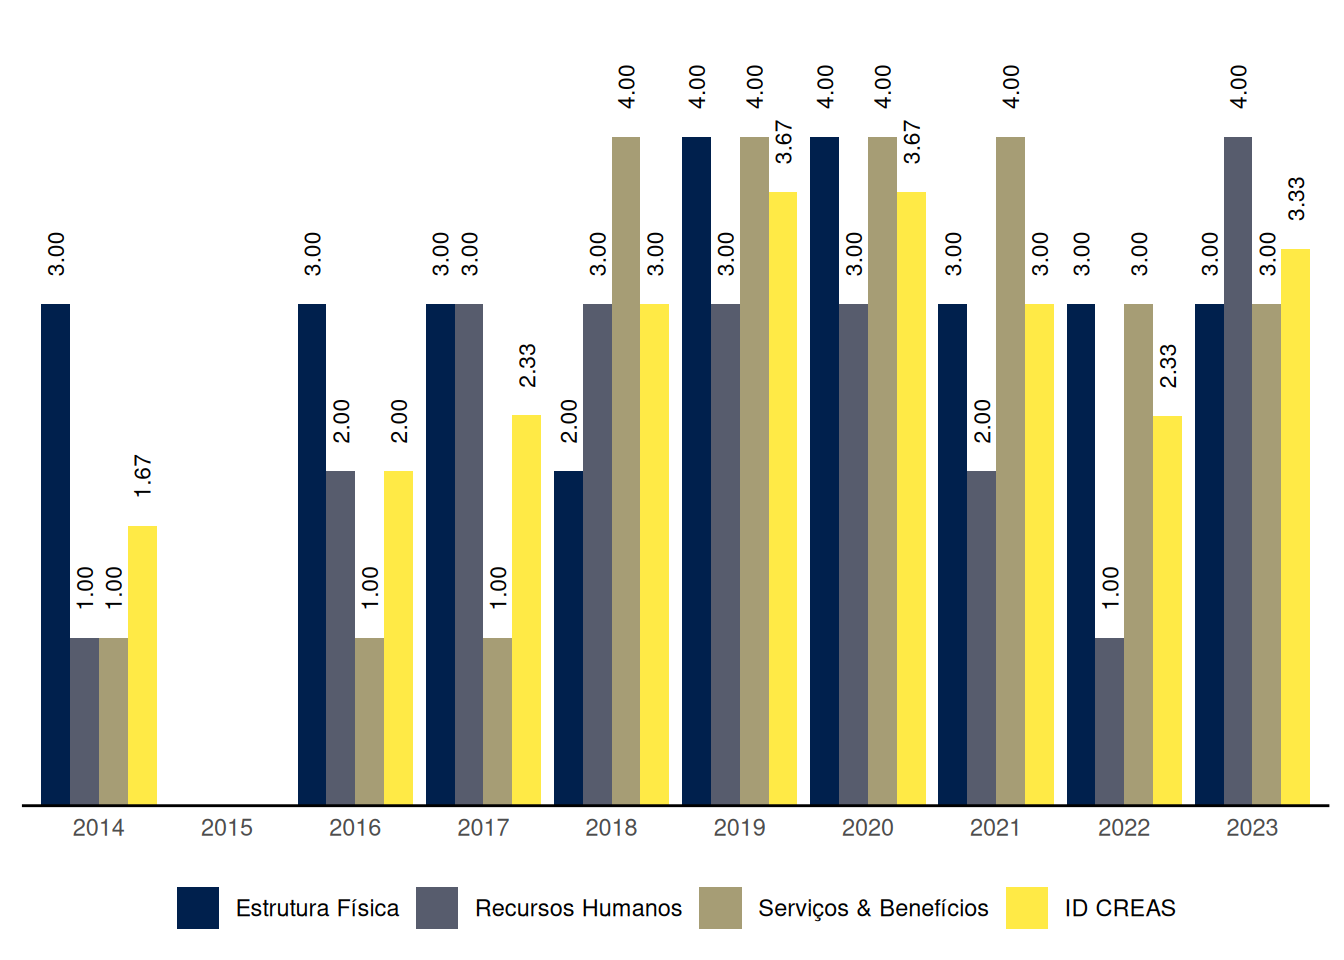 4.00 4.00 4.00 4.00 4.00 4.00 4.00
3.67 3.67
3.33
3.00 3.00 3.00 3.00 3.00 3.00 3.00 3.00 3.00 3.00 3.00 3.00 3.00 3.00
2.33 2.33
2.00 2.00 2.00 2.00
1.67
1.00 1.00 1.00 1.00 1.00
2014 2015 2016 2017 2018 2019 2020 2021 2022 2023
Estrutura Física Recursos Humanos Serviços & Benefícios ID CREAS